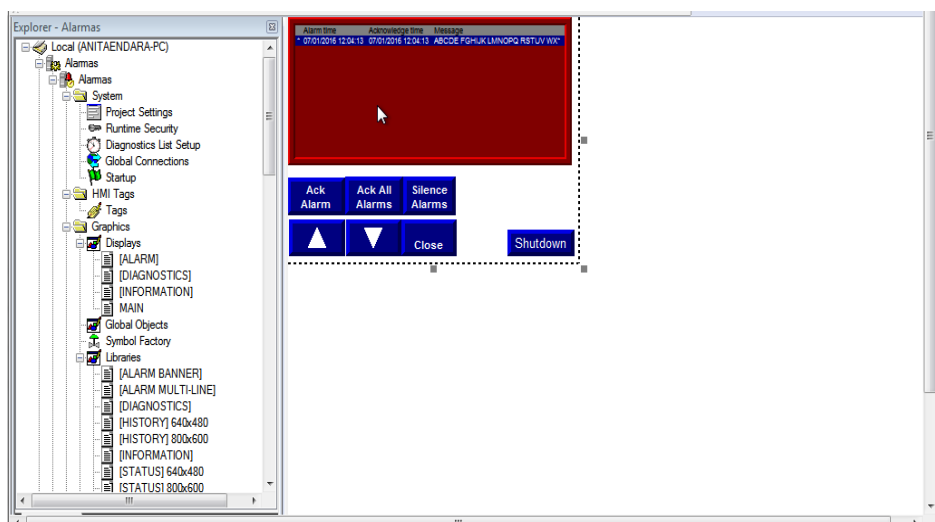 Explorer - Alarmas
Local (ANITAENDARA-PC)
Alarmas
Alarmas
System
Project Settings
Runtime Security
Diagnostics List Setup
Global Connections
Startup
HMI Tags
Tags
Graphics
Displays
[ALARM]
[DIAGNOSTICS]
[INFORMATION]
MAIN
Global Objects
Symbol Factory
Libraries
[ALARM BANNER]
[ALARM MULTI-LINE]
[DIAGNOSTICS]
[HISTORY] 640x480
[HISTORY] 800x600
[INFORMATION]
[STATUS] 640x480
[STATUS] 800x600
Alarm time Acknowledge time Message
* 07/01/2016 12:04:13 07/01/2016 12:04:13 ABCDE FGHIJK LMNOPQ RSTUV WX*
Ack Alarm
Ack All Alarms
Silence Alarms
Close
Shutdown